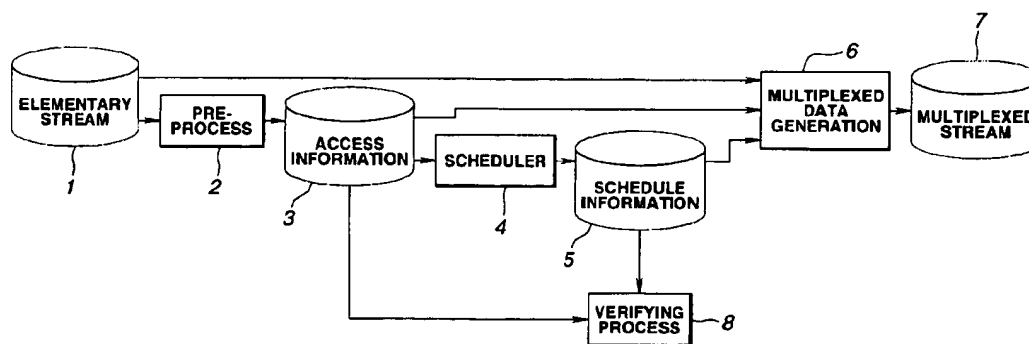 ELEMENTARY
STREAM
1
PRE-
PROCESS
2
ACCESS
INFORMATION
3
SCHEDULER
4
SCHEDULE
INFORMATION
5
MULTIPLEXED
DATA
GENERATION
6
MULTIPLEXED
STREAM
7
VERIFYING
PROCESS
8